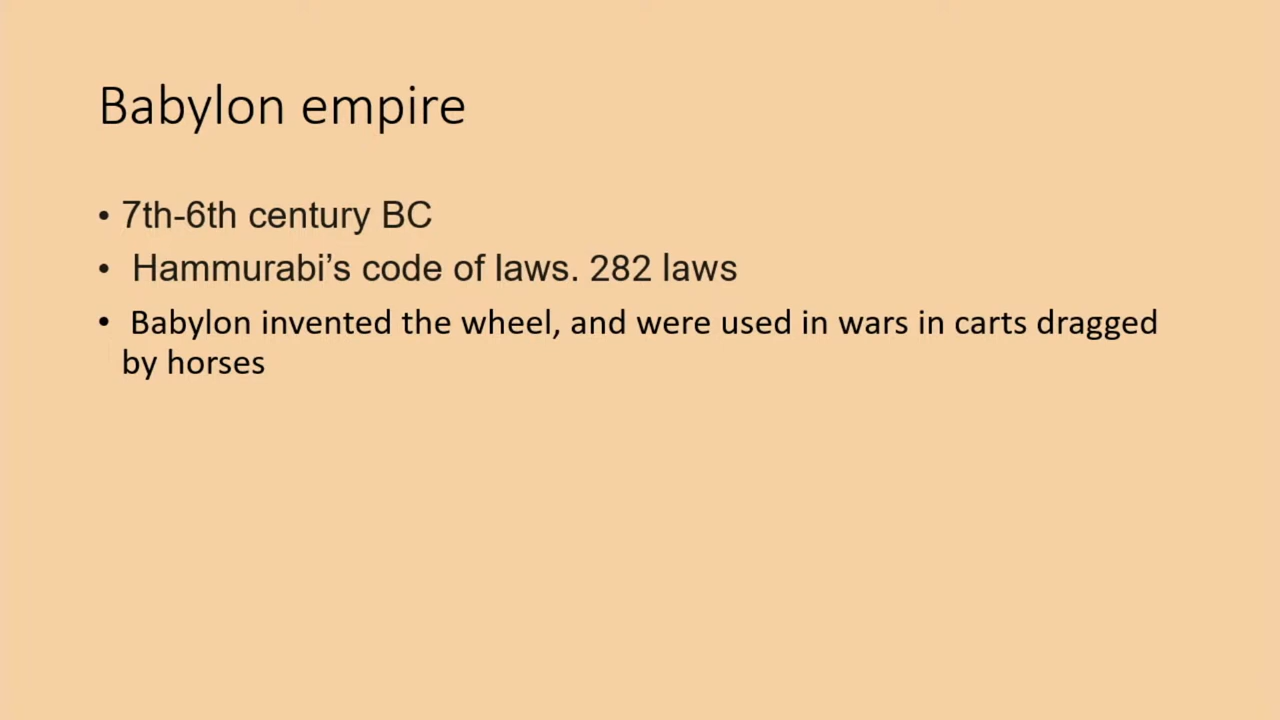 Babylon empire
• 7th-6th century BC
• Hammurabi’s code of laws. 282 laws
• Babylon invented the wheel, and were used in wars in carts dragged
by horses